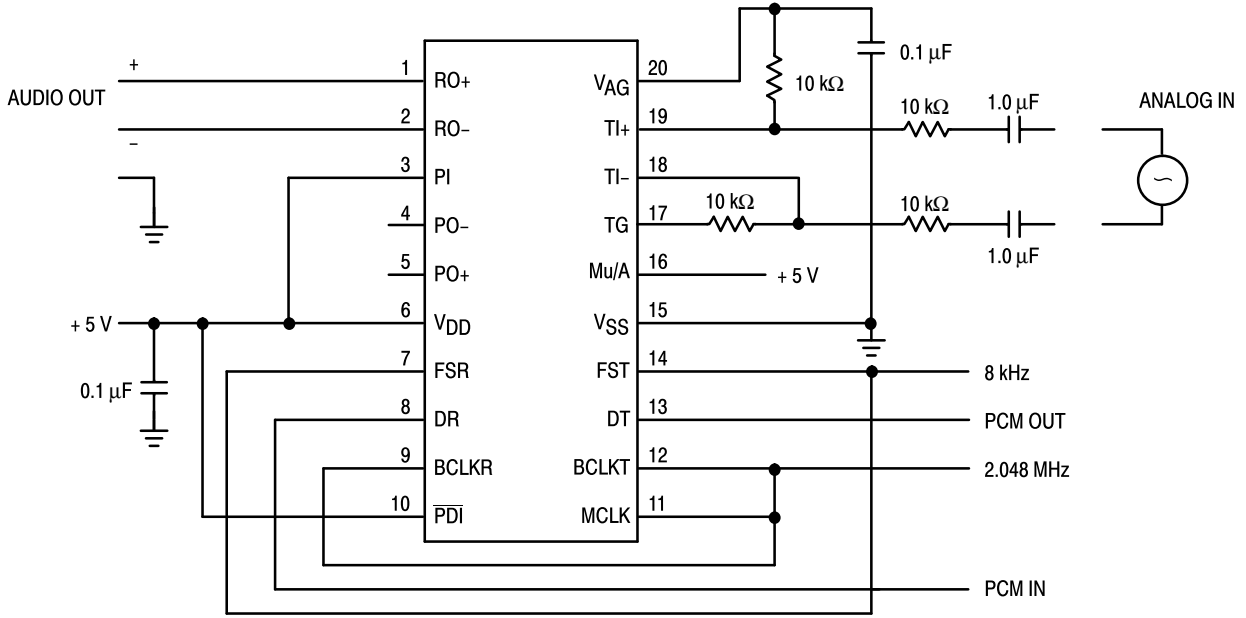 +
AUDIO OUT
−
+ 5 V
0.1 µF
1 RO+
2 RO−
3 PI
4 PO−
5 PO+
6 VDD
7 FSR
8 DR
9 BCLKR
10 PDI
VAG 20
TI+ 19
TI− 18
TG 17
Mu/A 16
VSS 15
FST 14
DT 13
BCLKT 12
MCLK 11
10 kΩ
0.1 µF
10 kΩ
1.0 µF
ANALOG IN
10 kΩ
10 kΩ
1.0 µF
+ 5 V
8 kHz
PCM OUT
2.048 MHz
PCM IN